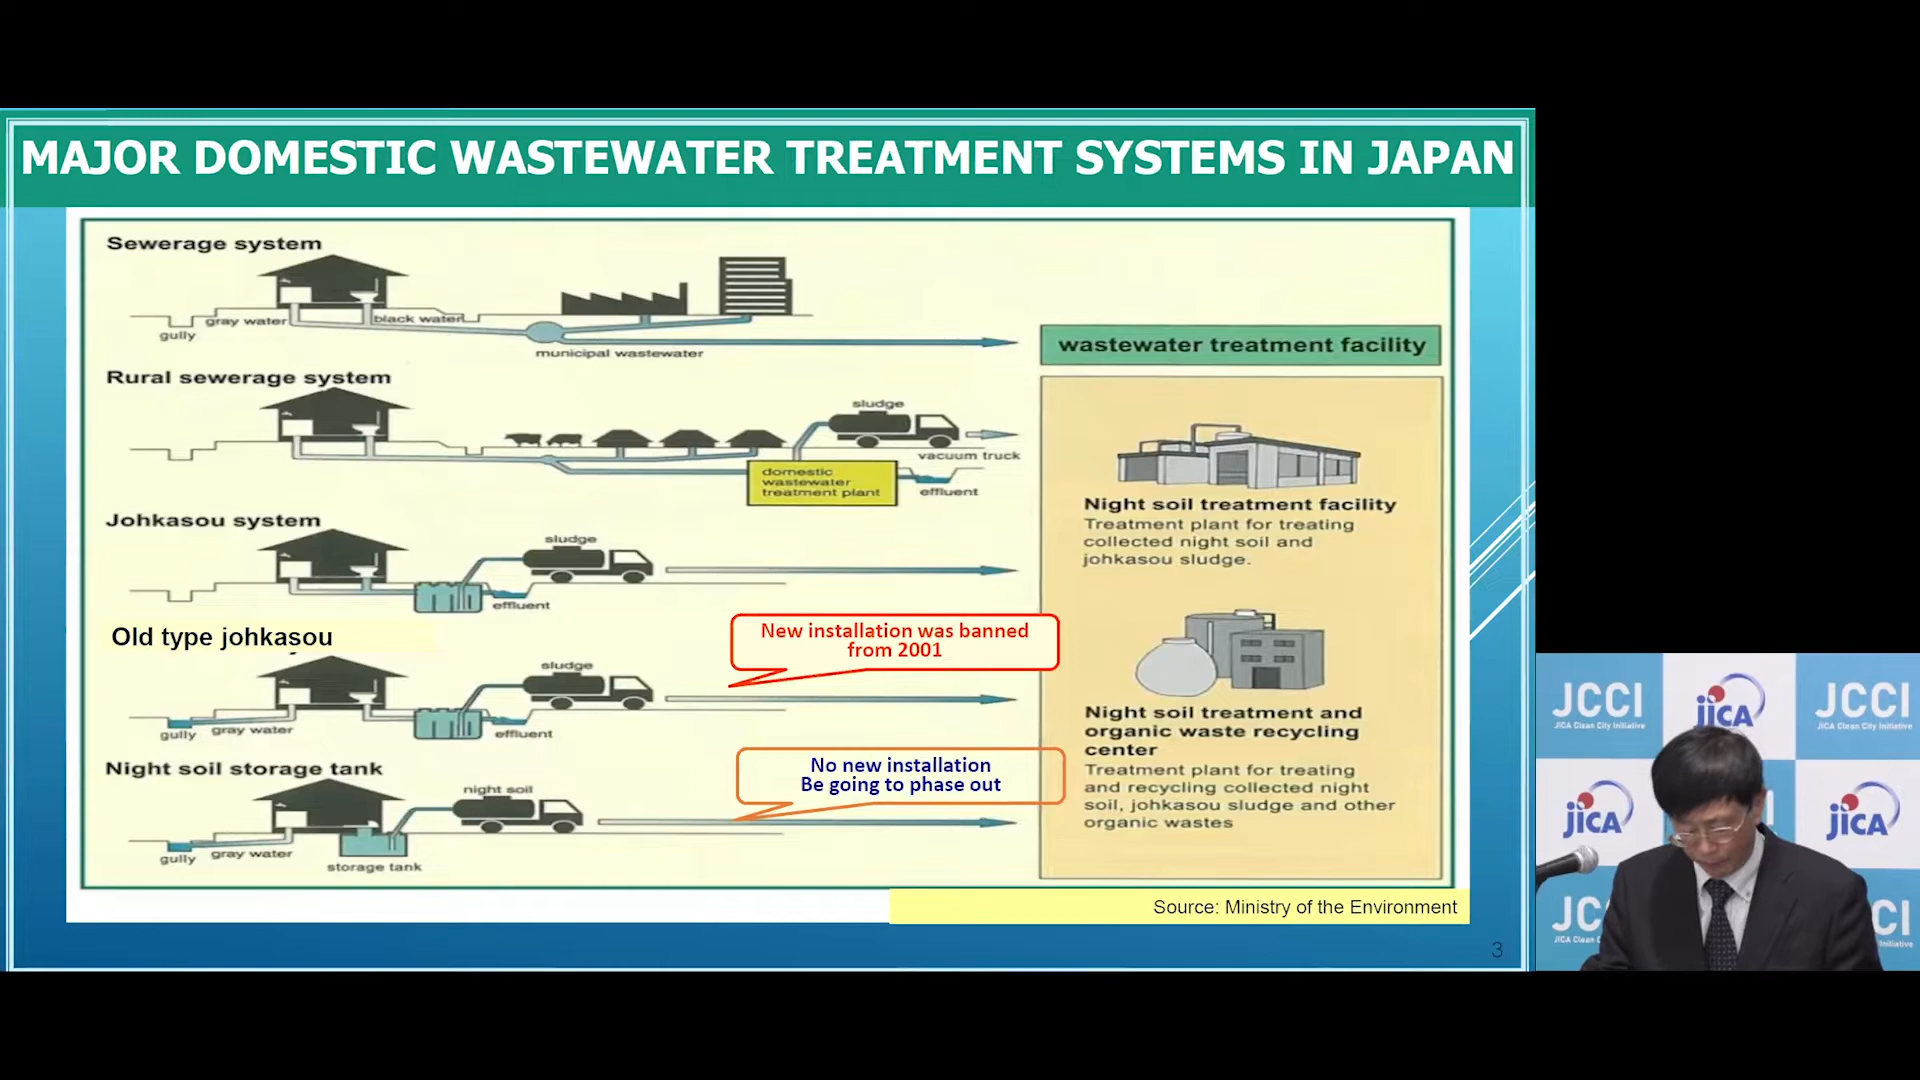 MAJOR DOMESTIC WASTEWATER TREATMENT SYSTEMS IN JAPAN
Sewerage system
gray water
black water
gully
municipal wastewater
wastewater treatment facility
Rural sewerage system
sludge
vacuum truck
domestic
wastewater
treatment plant
effluent
Night soil treatment facility
Treatment plant for treating
collected night soil and
johkasou sludge.
Johkasou system
sludge
effluent
Old type johkasou
New installation was banned
from 2001
sludge
gully
gray water
effluent
Night soil treatment and
organic waste recycling
center
Treatment plant for treating
and recycling collected night
soil, johkasou sludge and other
organic wastes
Night soil storage tank
No new installation
Be going to phase out
night soil
gully
gray water
storage tank
Source: Ministry of the Environment
3
JCCI
JICA Clean City Initiative
JICA
JCCI
JICA Clean City Initiative
JICA
JICA
JC
JICA Clean Ci
CI
Initiative